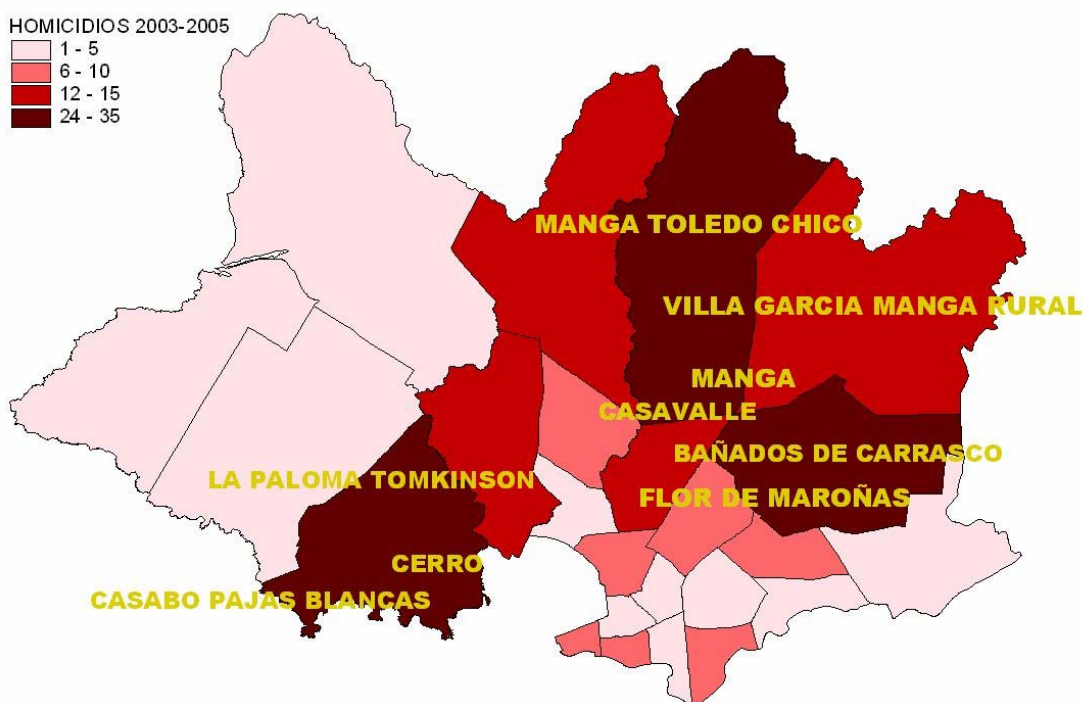 HOMICIDIOS 2003-2005
1 - 5
6 - 10
12 - 15
24 - 35
MANGA TOLEDO CHICO
VILLA GARCIA MANGA RURAL
MANGA
CASAVALLE
BAÑADOS DE CARRASCO
LA PALOMA TOMKINSON
FLOR DE MAROÑAS
CERRO
CASABO PAJAS BLANCAS